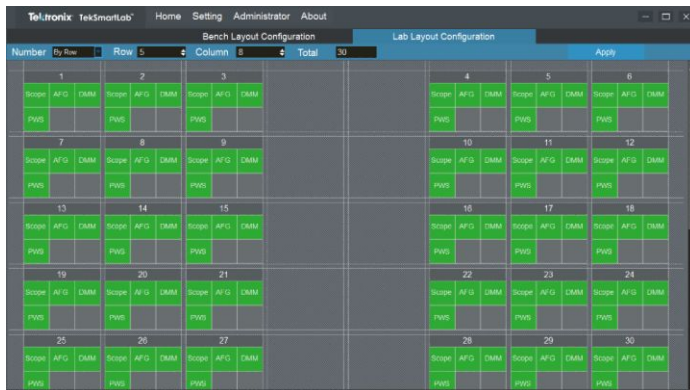 Tektronix TekSmartLab™ Home Setting Administrator About
Bench Layout Configuration Lab Layout Configuration
Number By Row Row 5 Column 8 Total 30 Apply
1 2 3 4 5 6
Scope AFG DMM Scope AFG DMM Scope AFG DMM Scope AFG DMM Scope AFG DMM Scope AFG DMM
PWS PWS PWS PWS PWS PWS
7 8 9 10 11 12
Scope AFG DMM Scope AFG DMM Scope AFG DMM Scope AFG DMM Scope AFG DMM Scope AFG DMM
PWS PWS PWS PWS PWS PWS
13 14 15 16 17 18
Scope AFG DMM Scope AFG DMM Scope AFG DMM Scope AFG DMM Scope AFG DMM Scope AFG DMM
PWS PWS PWS PWS PWS PWS
19 20 21 22 23 24
Scope AFG DMM Scope AFG DMM Scope AFG DMM Scope AFG DMM Scope AFG DMM Scope AFG DMM
PWS PWS PWS PWS PWS PWS
25 26 27 28 29 30
Scope AFG DMM Scope AFG DMM Scope AFG DMM Scope AFG DMM Scope AFG DMM Scope AFG DMM
PWS PWS PWS PWS PWS PWS